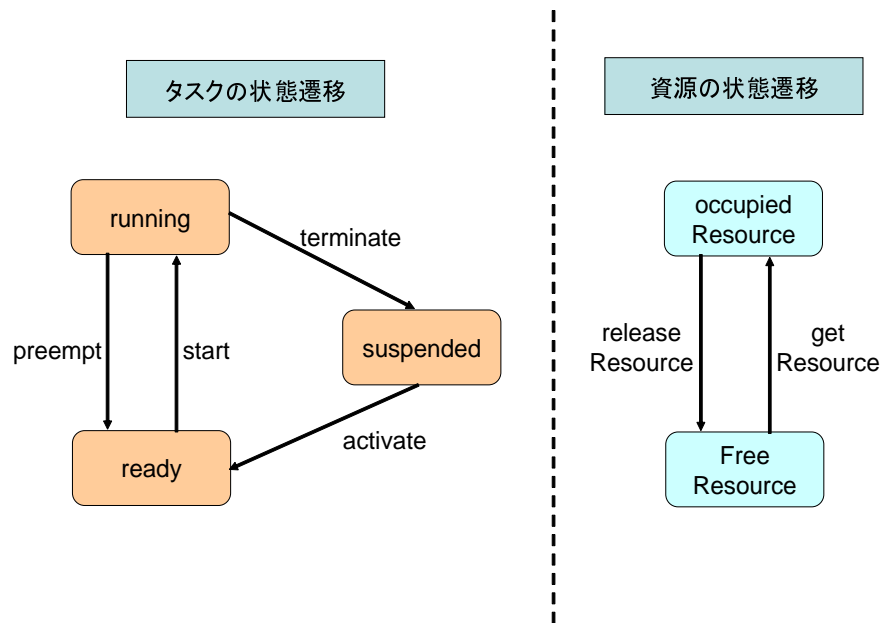 タスクの状態遷移
資源の状態遷移
running
terminate
preempt
start
suspended
activate
ready
occupied
Resource
release
Resource
get
Resource
Free
Resource